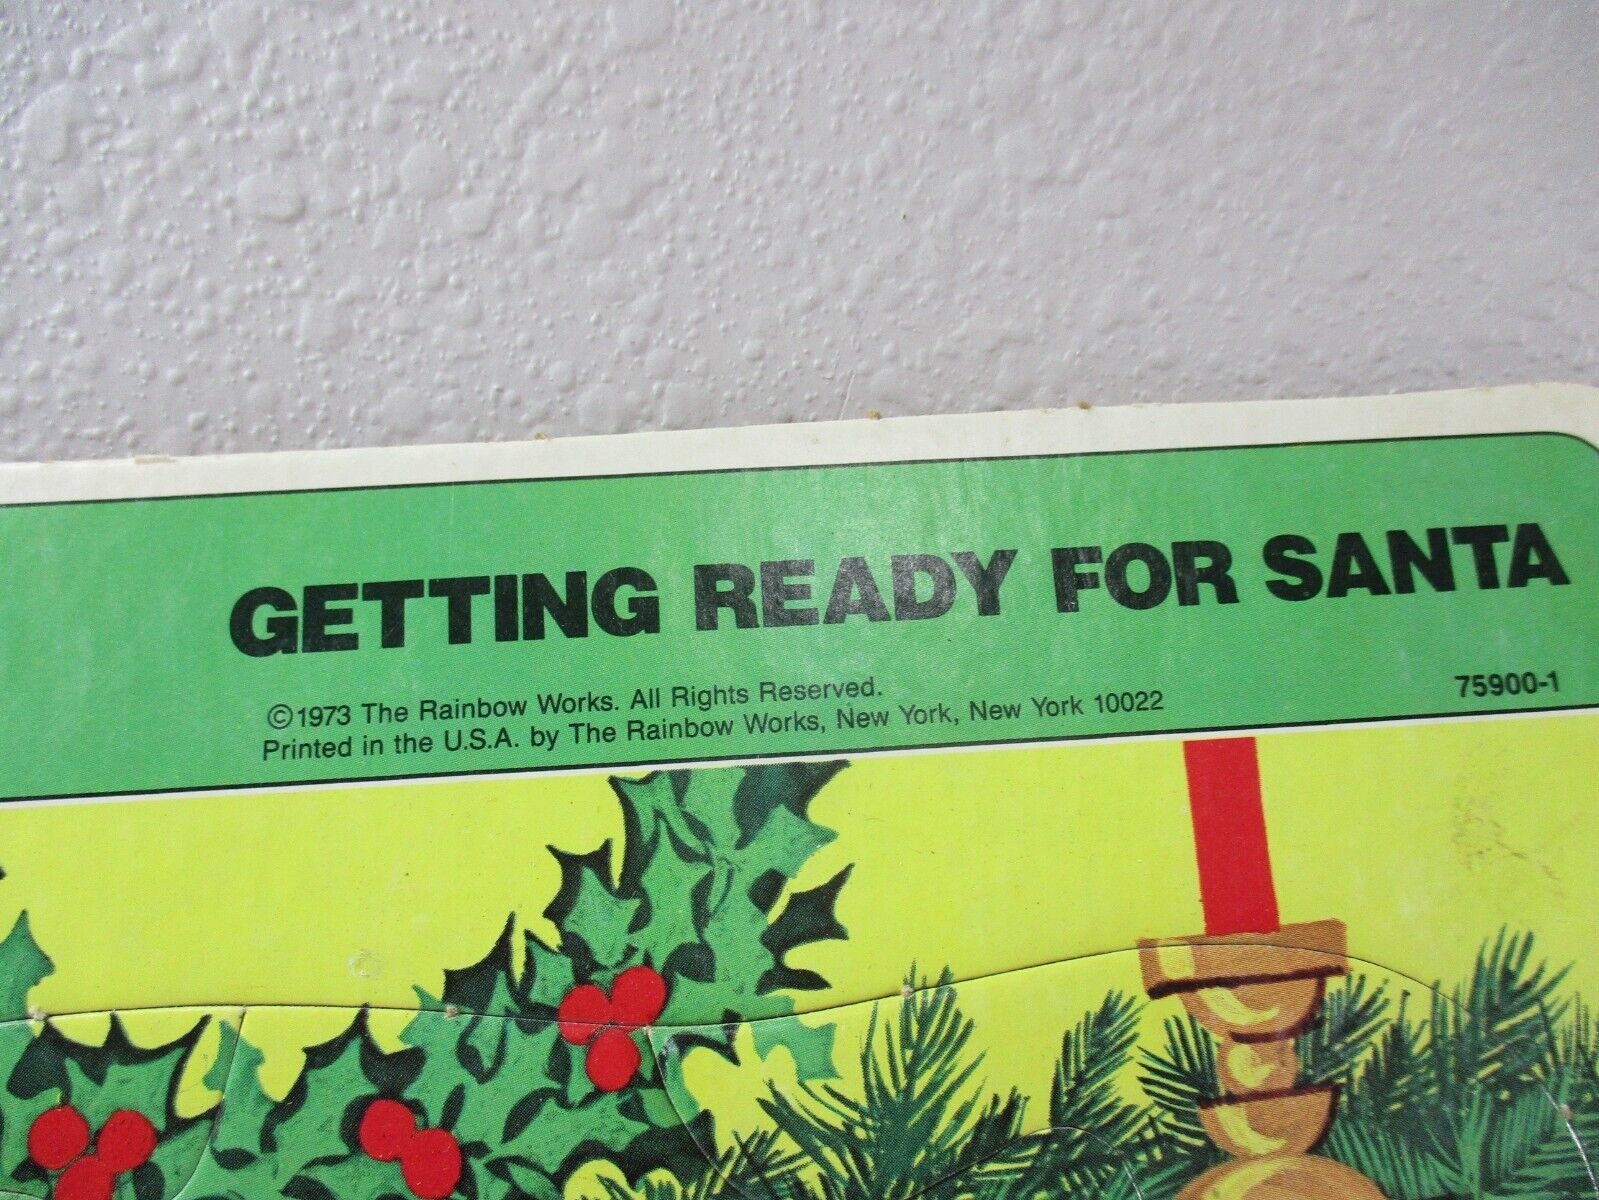 GETTING READY FOR SANTA
©1973 The Rainbow Works. All Rights Reserved.
Printed in the U.S.A. by The Rainbow Works, New York, New York 10022
75900-1